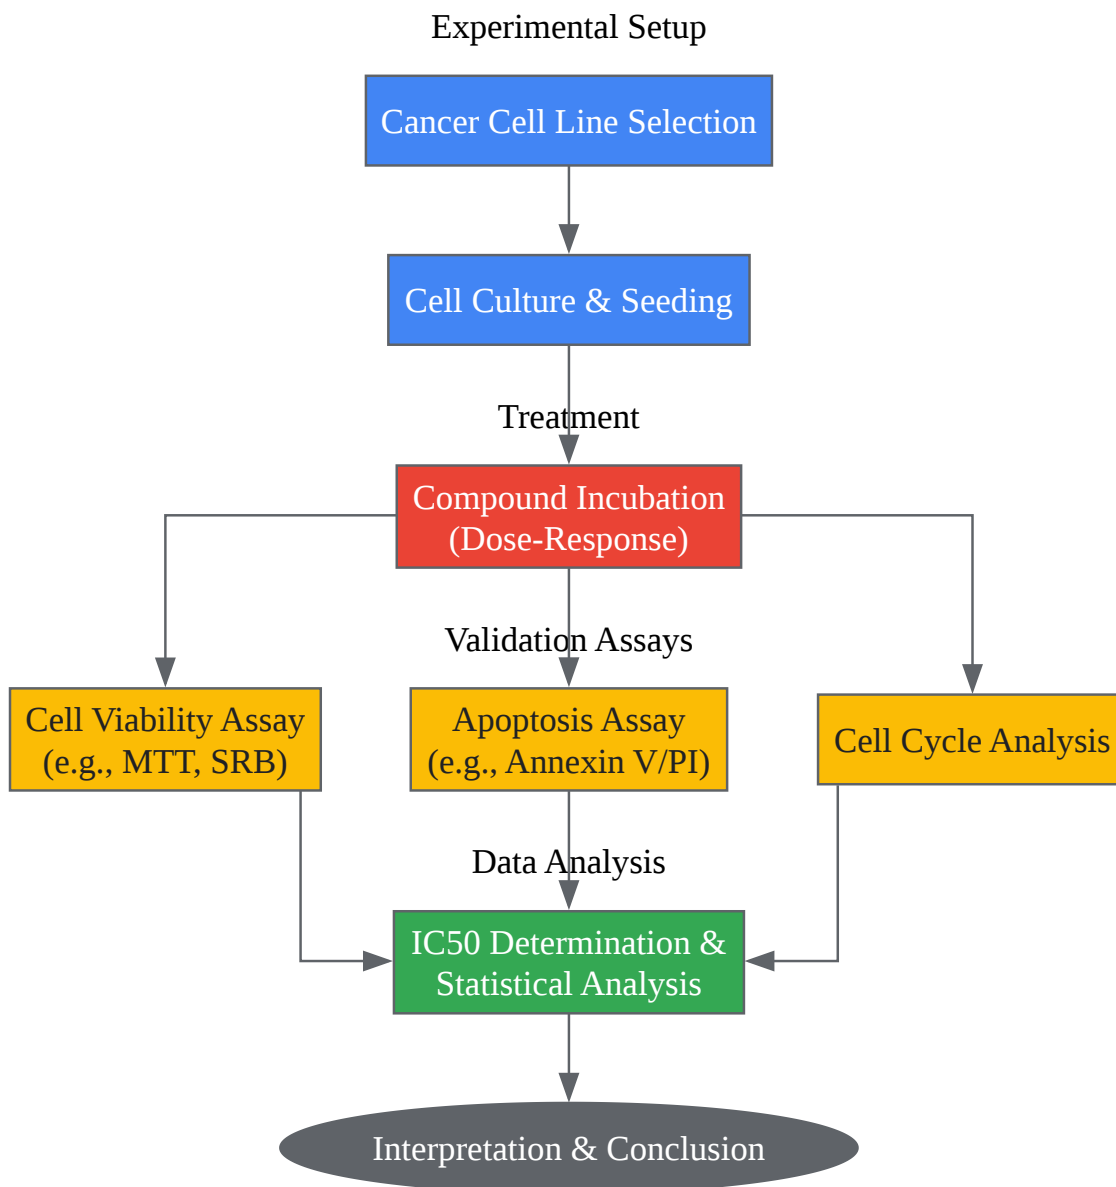 Experimental Setup
Cancer Cell Line Selection
Cell Culture & Seeding
Treatment
Compound Incubation
(Dose-Response)
Validation Assays
Cell Viability Assay
(e.g., MTT, SRB)
Apoptosis Assay
(e.g., Annexin V/PI)
Cell Cycle Analysis
Data Analysis
IC50 Determination &
Statistical Analysis
Interpretation & Conclusion